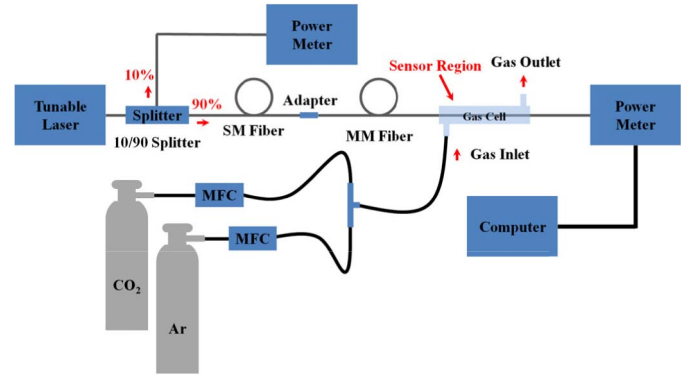 Power
Meter
10%
Tunable
Laser
Splitter
10/90 Splitter
90%
SM Fiber
Adapter
MM Fiber
Sensor Region
Gas Outlet
Gas Cell
Gas Inlet
Power
Meter
MFC
MFC
Computer
CO₂
Ar